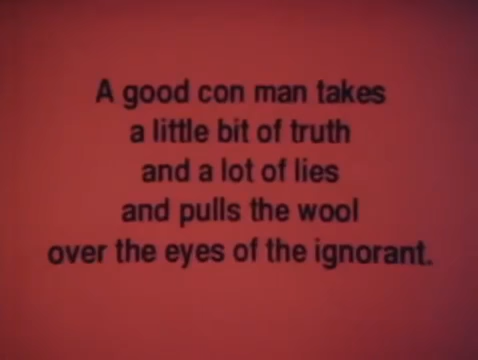 A good con man takes
a little bit of truth
and a lot of lies
and pulls the wool
over the eyes of the ignorant.